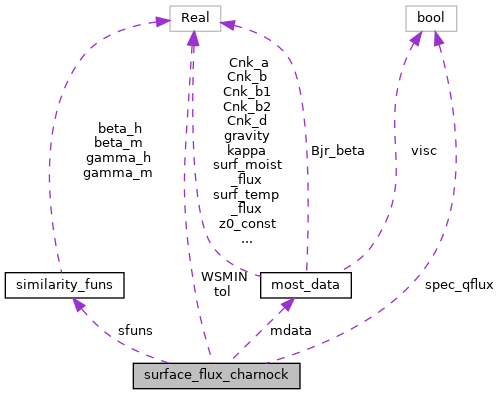 Real
bool
Cnk_a
Cnk_b
Cnk_b1
Cnk_b2
Cnk_d
gravity
kappa
surf_moist
_flux
surf_temp
_flux
z0_const
...
beta_h
beta_m
gamma_h
gamma_m
Bjr_beta
visc
similarity_funs
WSMIN
tol
most_data
spec_qflux
sfuns
mdata
surface_flux_charnock